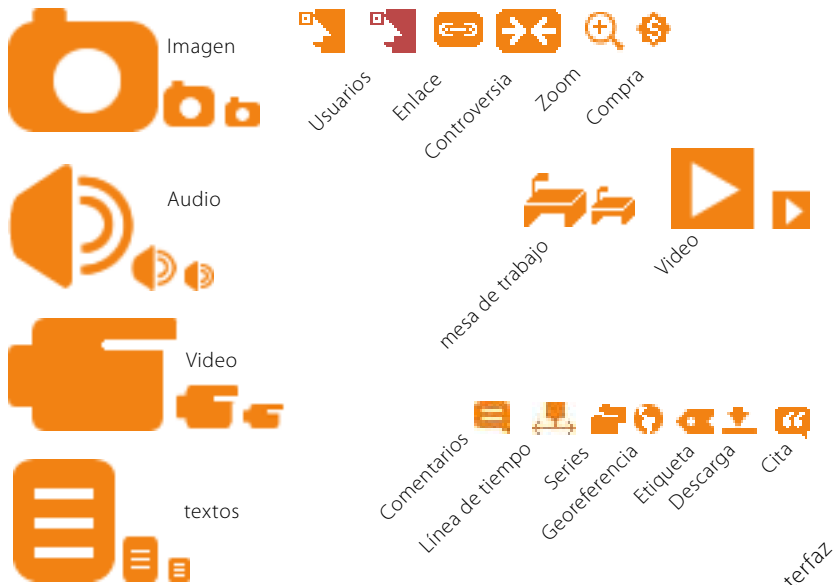 Imagen
Usuarios
Enlace
Controversia
Zoom
Compra
Audio
mesa de trabajo
Video
Video
Comentarios
Línea de tiempo
Series
Georeferencia
Etiqueta
Descarga
Cita
textos
terfaz